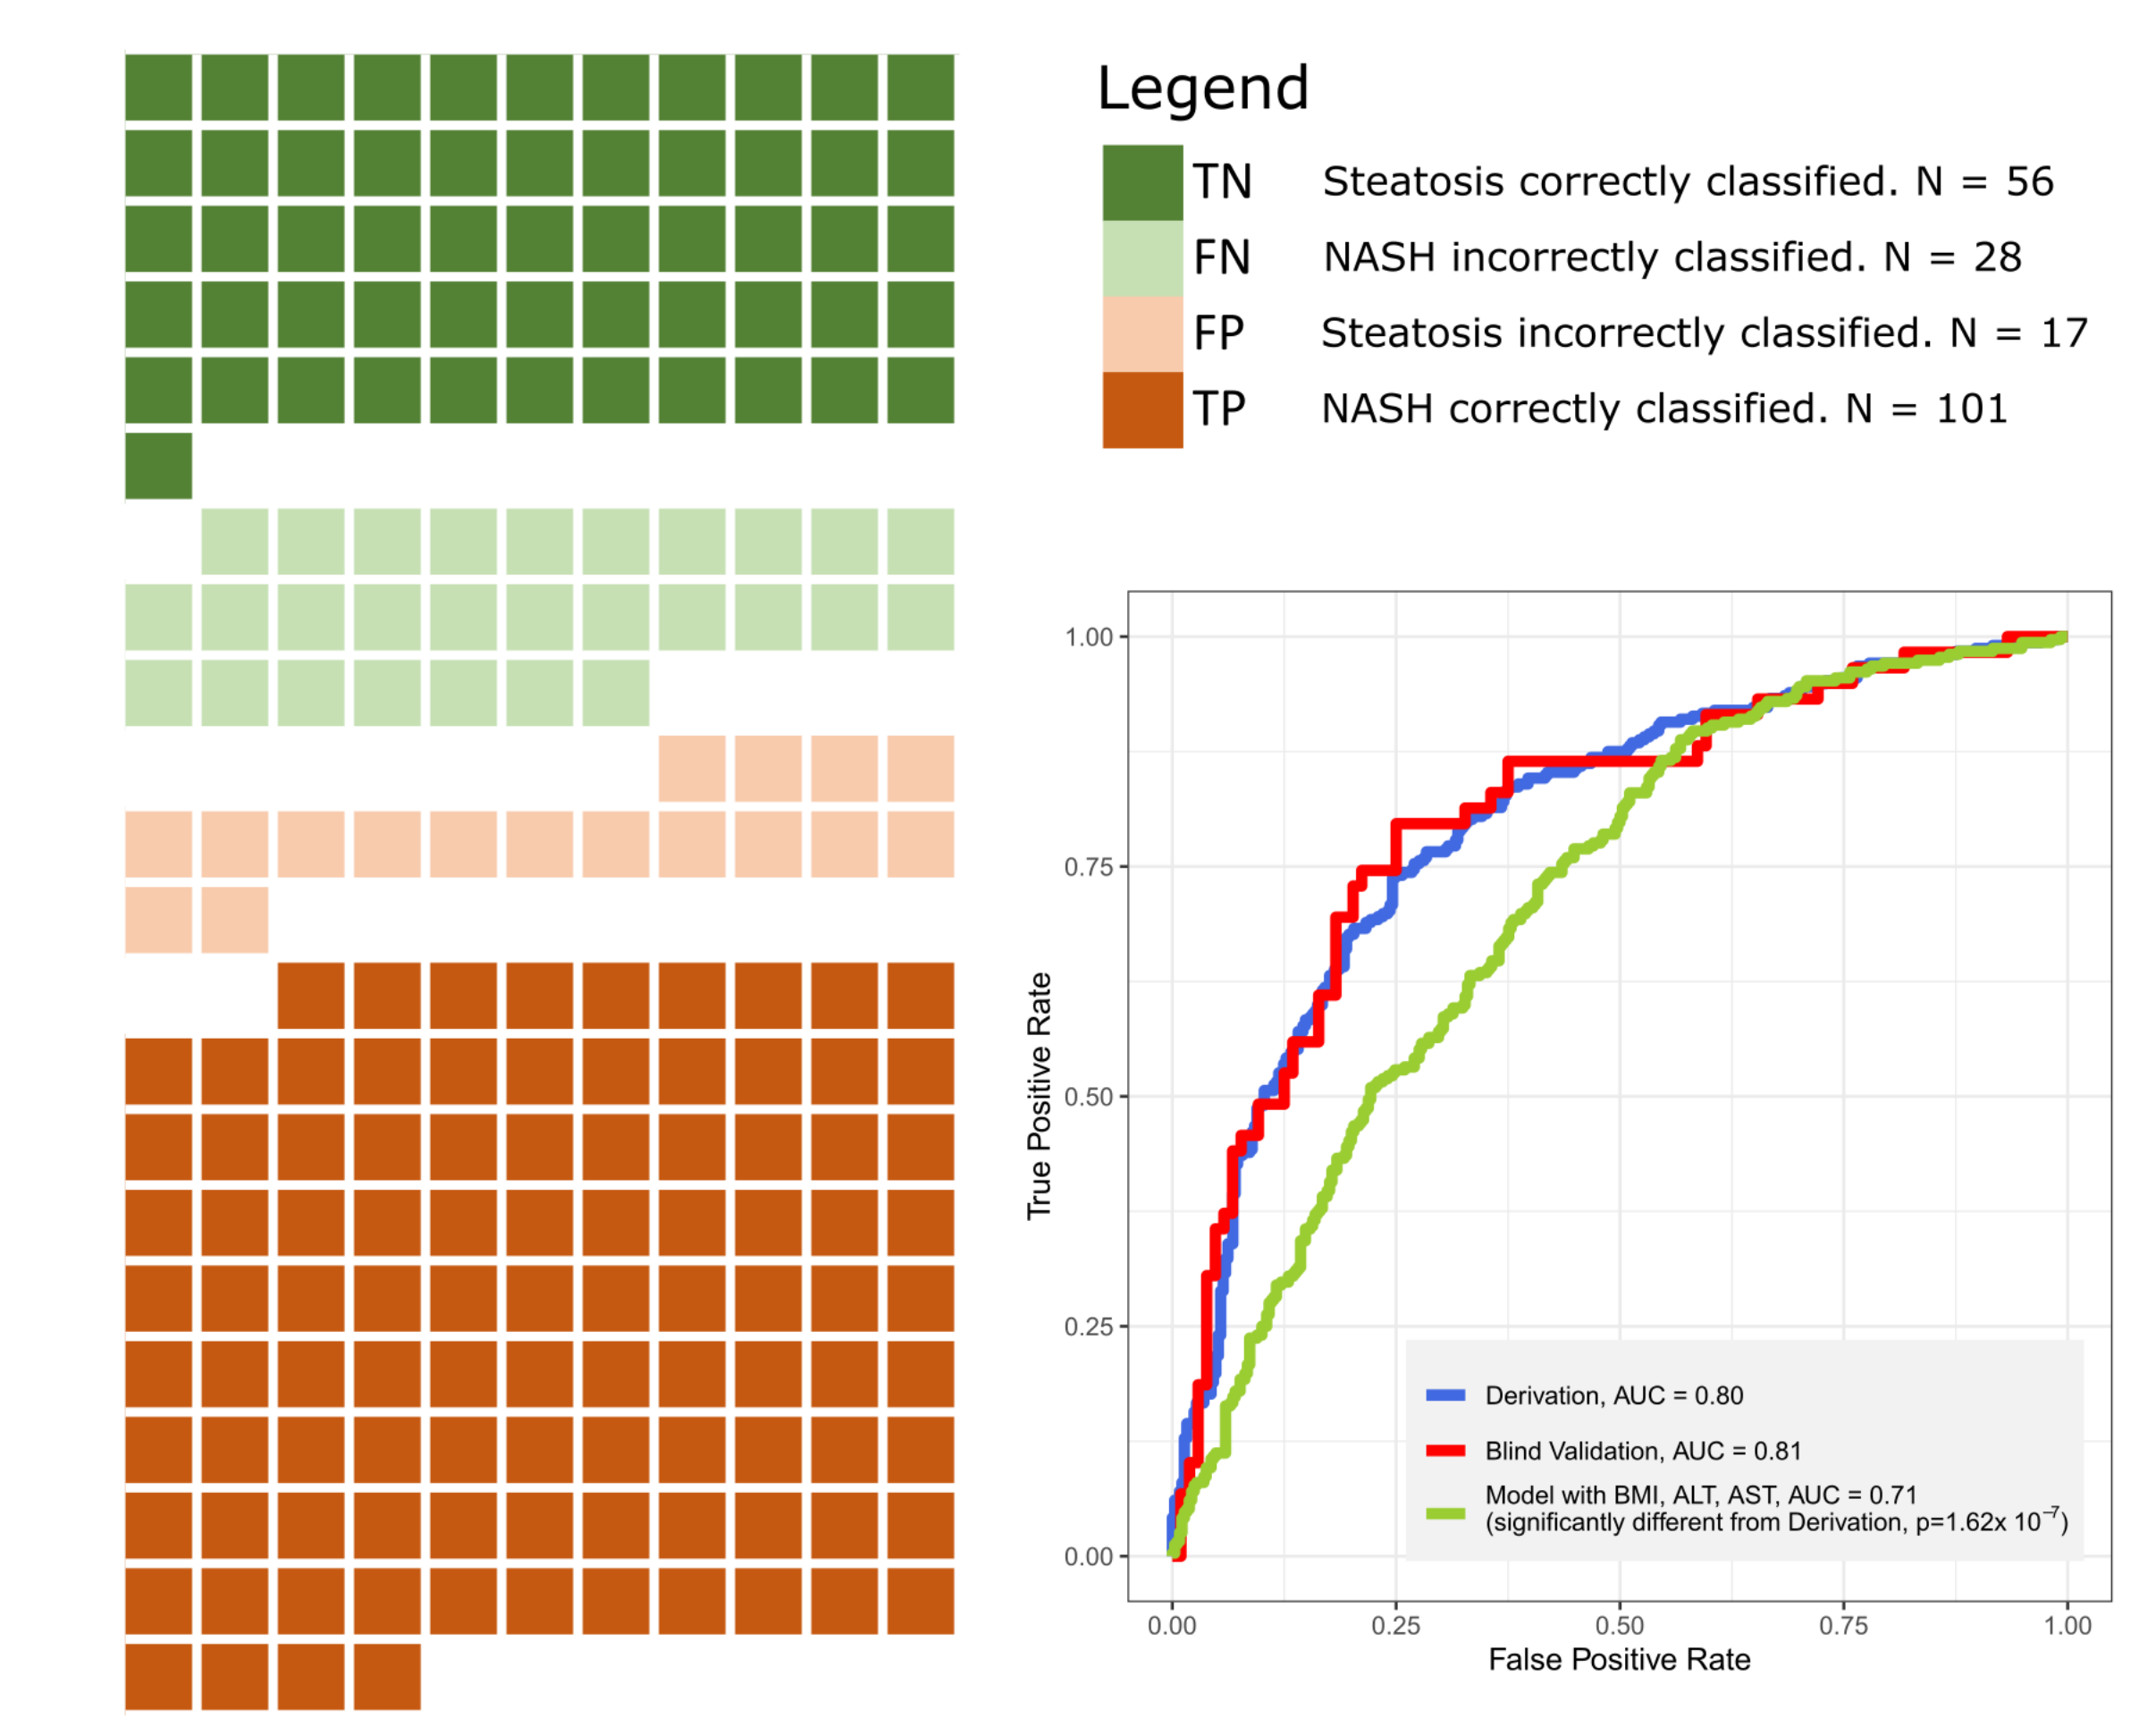 Legend
TN Steatosis correctly classified. N = 56
FN NASH incorrectly classified. N = 28
FP Steatosis incorrectly classified. N = 17
TP NASH correctly classified. N = 101
1.00
0.75
0.50
0.25
0.00
True Positive Rate
Derivation, AUC = 0.80
Blind Validation, AUC = 0.81
Model with BMI, ALT, AST, AUC = 0.71
(significantly different from Derivation, p=1.62x 10⁻⁷)
0.00 0.25 0.50 0.75 1.00
False Positive Rate